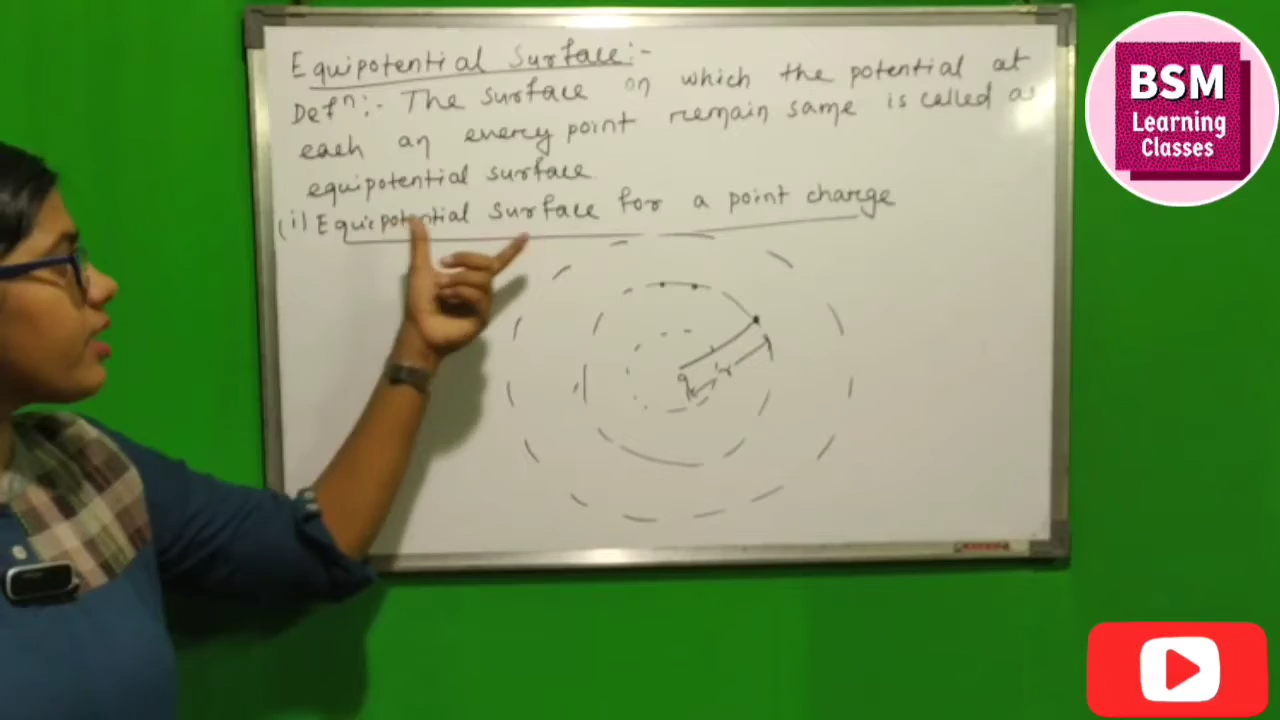 Equipotential Surface:-
Defⁿ:- The surface on which the potential at
each an enercy point remain same is called as
equipotential surface.
(i) Equipotential surface for a point charge
q
r
BSM
Learning
Classes